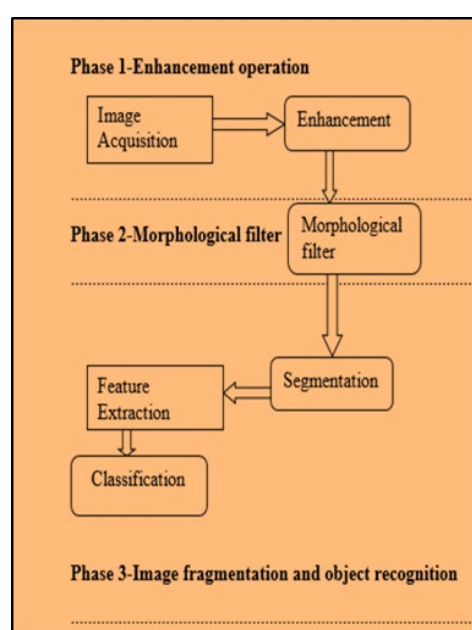 Phase 1-Enhancement operation
Image
Acquisition
Enhancement
Phase 2-Morphological filter
Morphological
filter
Segmentation
Feature
Extraction
Classification
Phase 3-Image fragmentation and object recognition